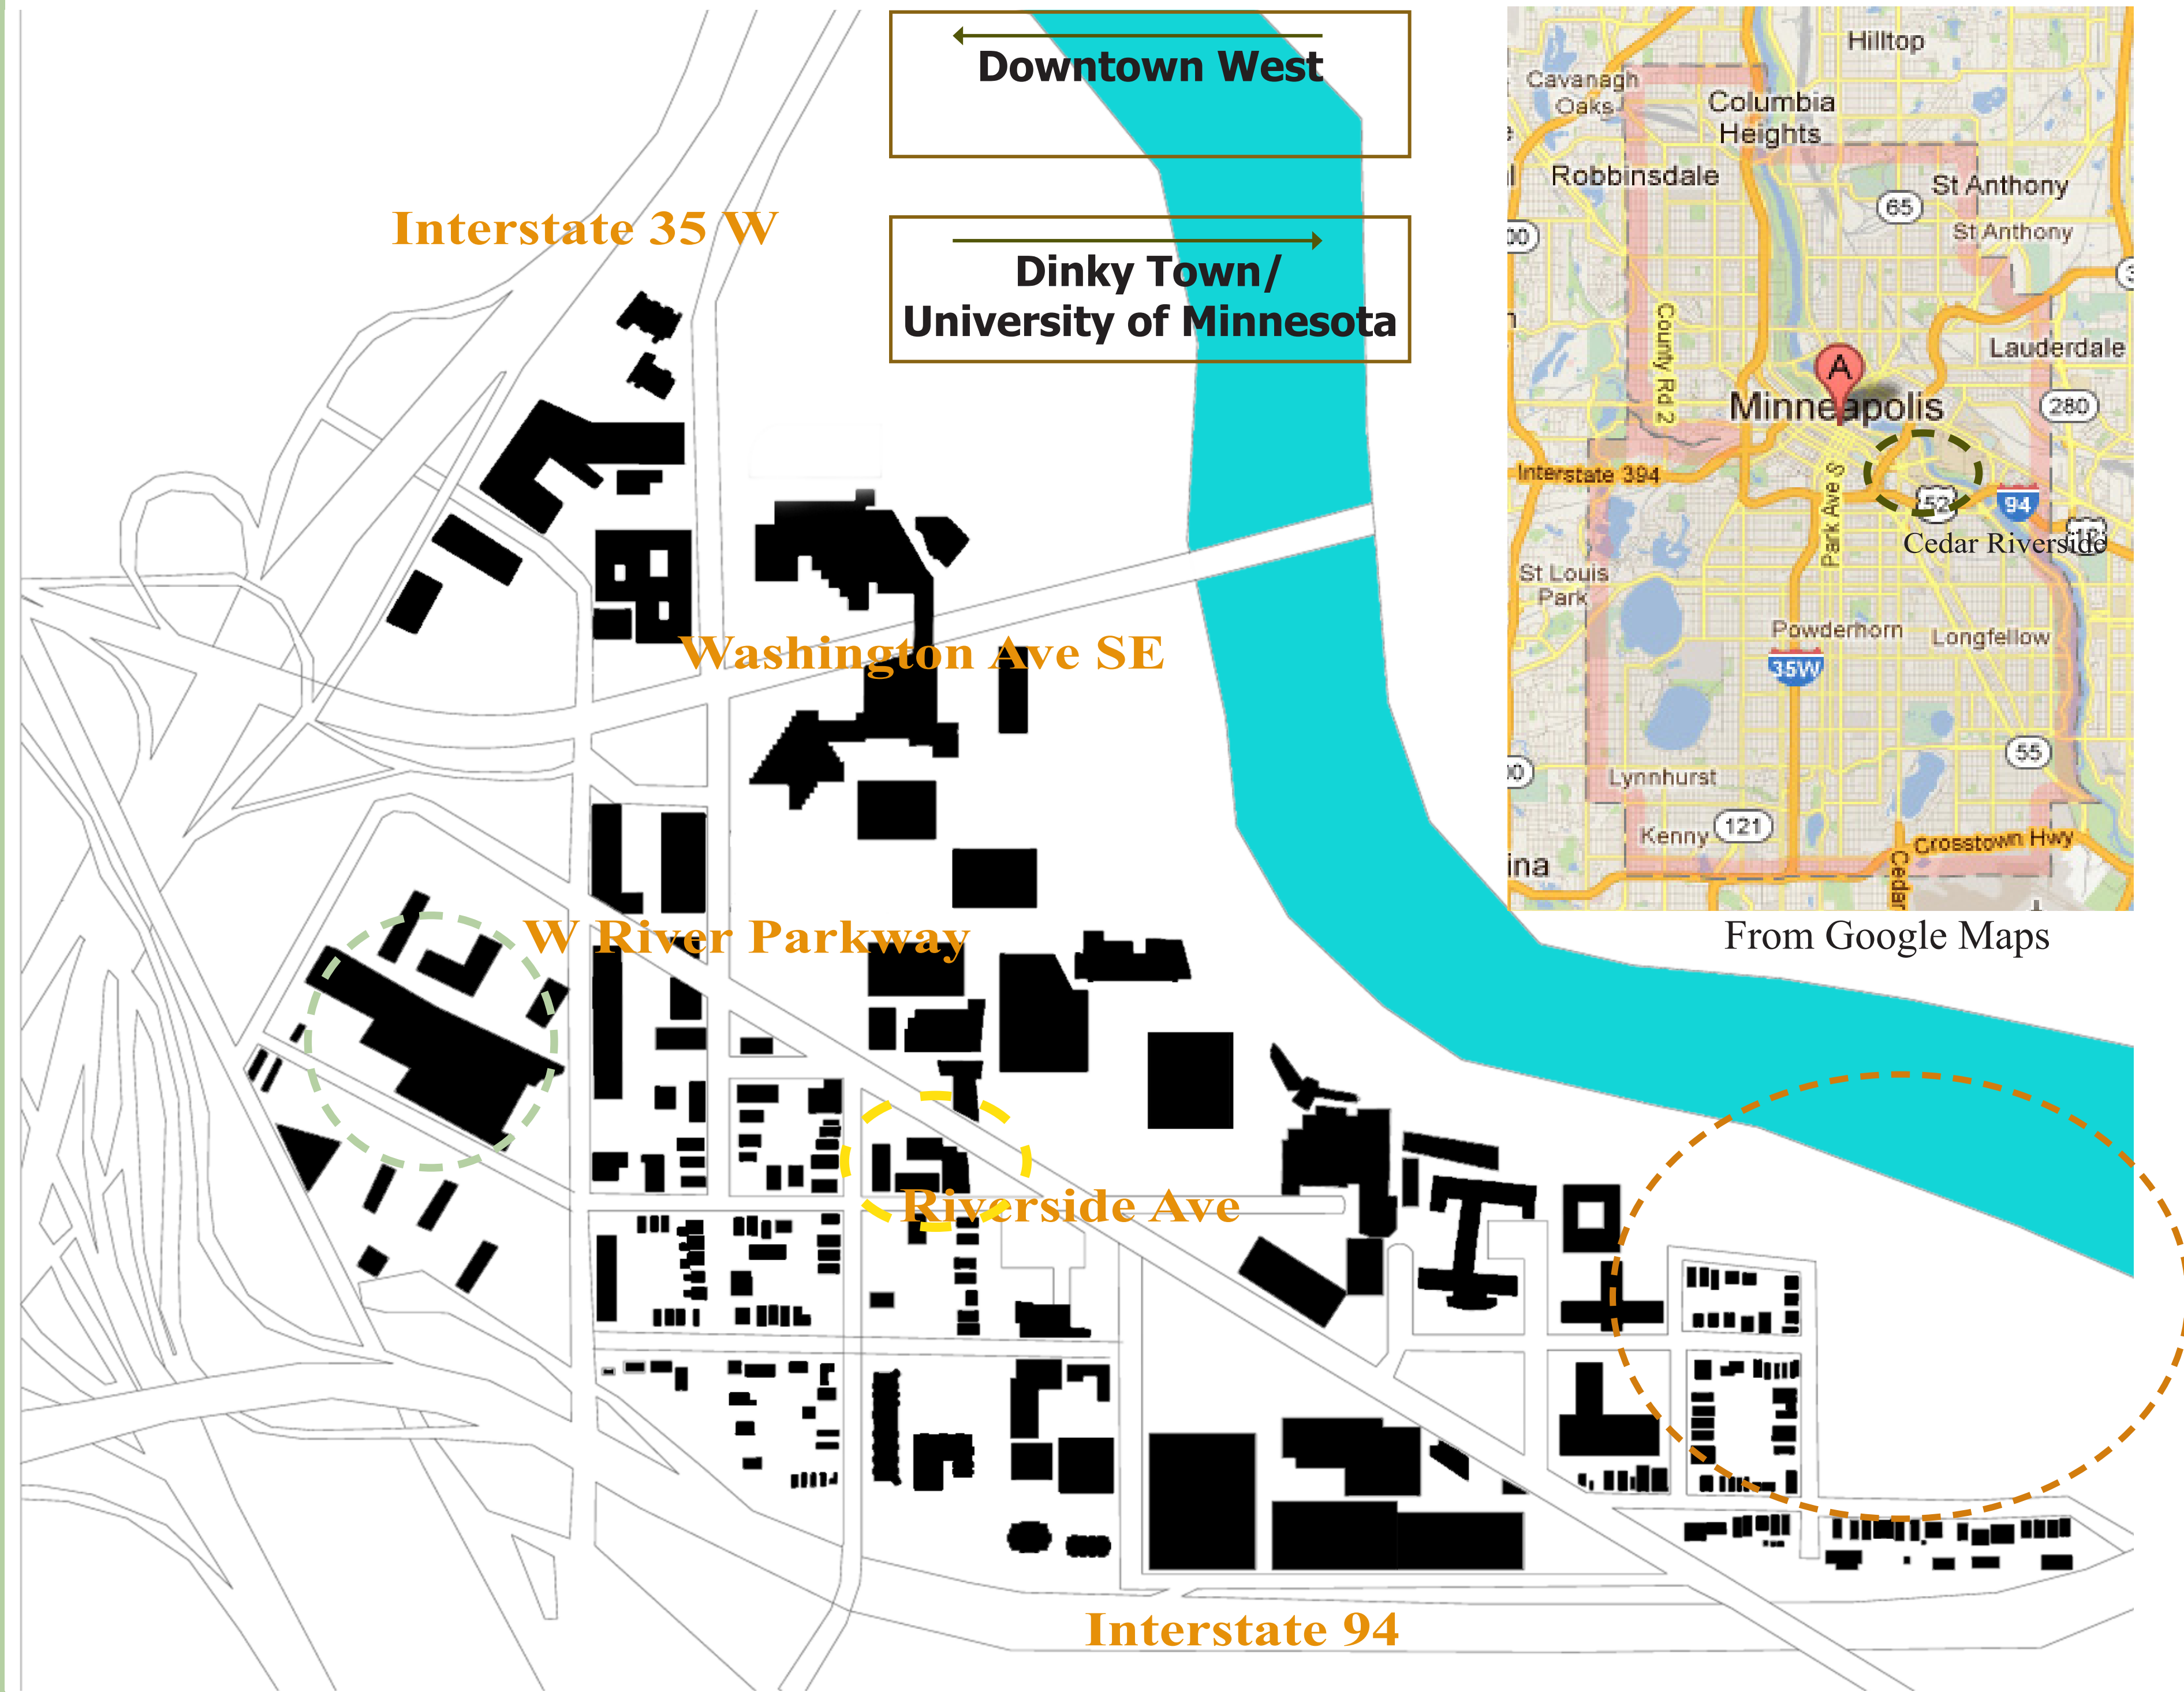 Downtown West
Dinky Town/
University of Minnesota
Interstate 35 W
Washington Ave SE
W River Parkway
Riverside Ave
Interstate 94
Hilltop
Cavanagh
Oaks
Columbia
Heights
Robbinsdale
St Anthony
65
St Anthony
County Rd 2
Lauderdale
A
Minneapolis
280
Interstate 394
Park Ave S
52
94
Cedar Riverside
St Louis
Park
Powderhorn
Longfellow
35W
55
Lynnhurst
Kenny
121
Crosstown Hwy
ina
Cedar
From Google Maps